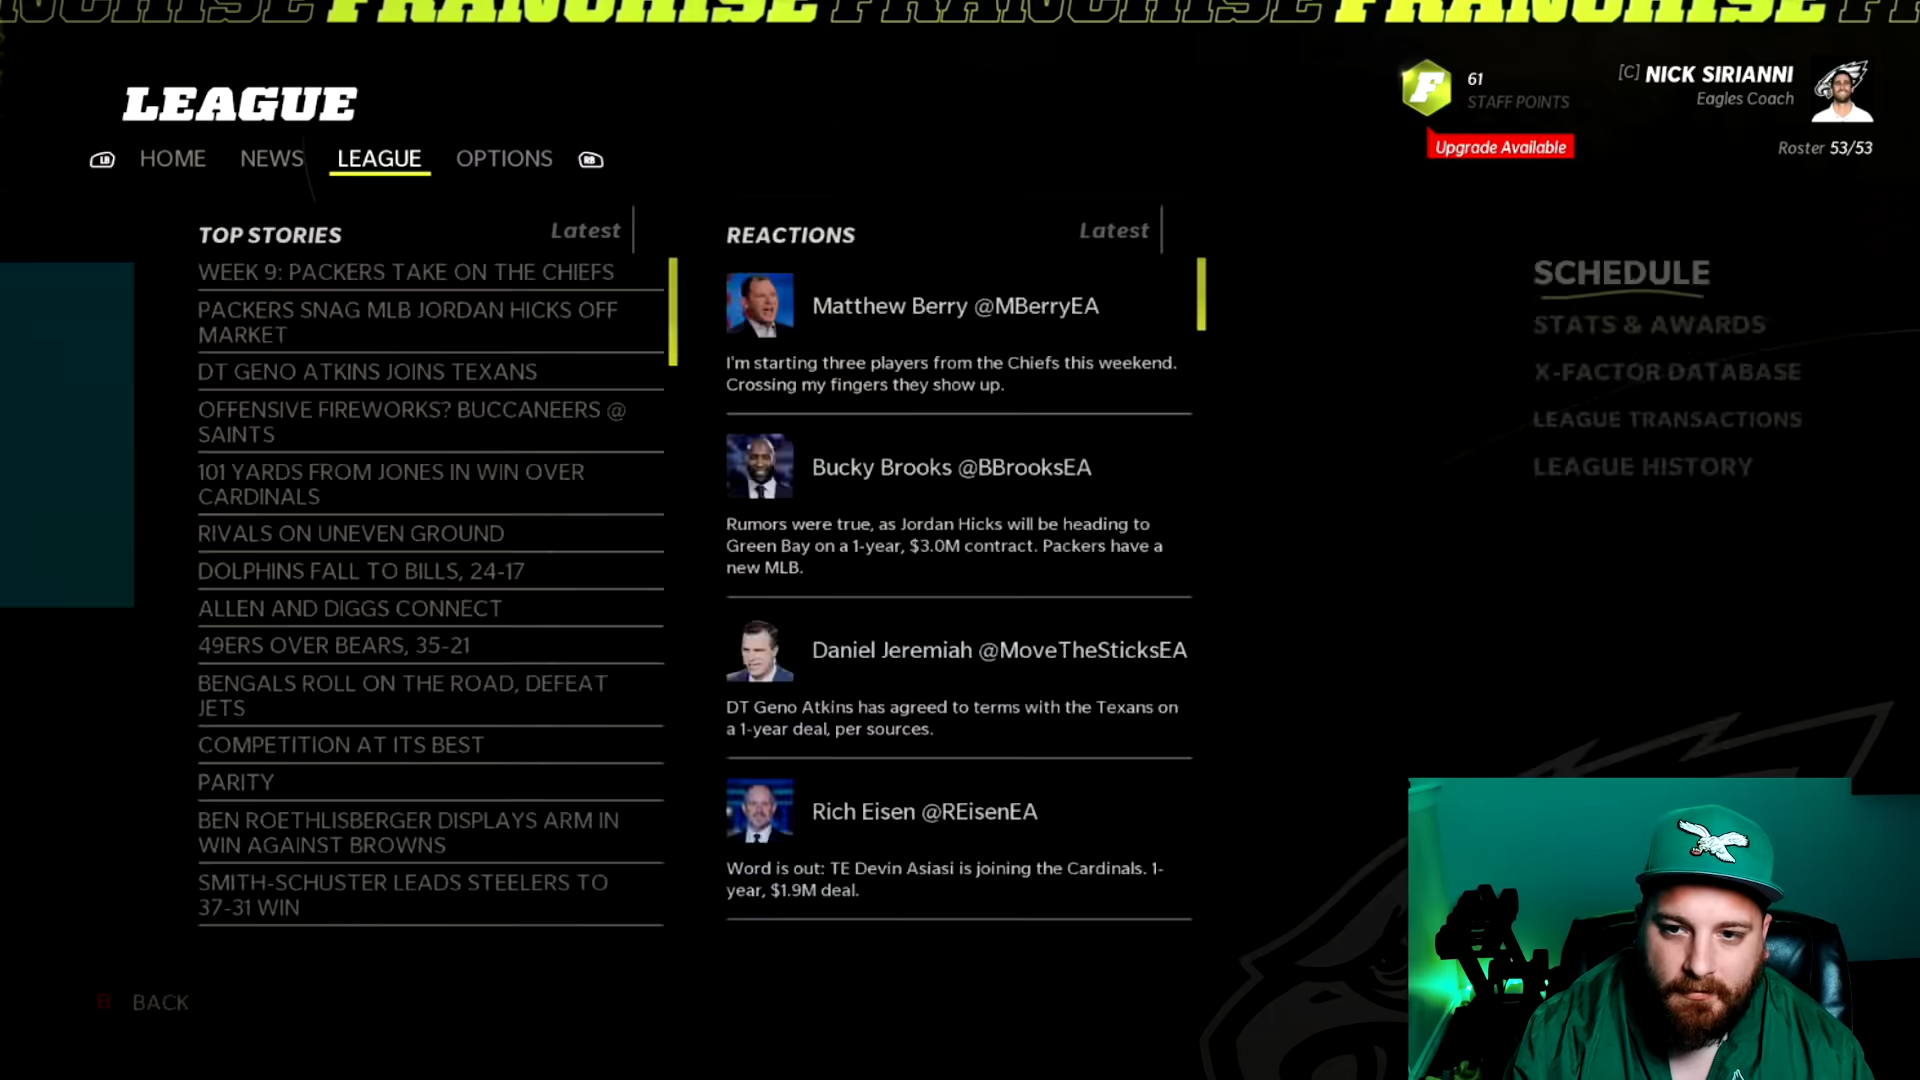 FRANCHISE FRANCHISE FRANCHISE FRANCHISE
61
STAFF POINTS
Upgrade Available
[C] NICK SIRIANNI
Eagles Coach
Roster 53/53
LEAGUE
LB HOME NEWS LEAGUE OPTIONS RB
TOP STORIES Latest
WEEK 9: PACKERS TAKE ON THE CHIEFS
PACKERS SNAG MLB JORDAN HICKS OFF
MARKET
DT GENO ATKINS JOINS TEXANS
OFFENSIVE FIREWORKS? BUCCANEERS @
SAINTS
101 YARDS FROM JONES IN WIN OVER
CARDINALS
RIVALS ON UNEVEN GROUND
DOLPHINS FALL TO BILLS, 24-17
ALLEN AND DIGGS CONNECT
49ERS OVER BEARS, 35-21
BENGALS ROLL ON THE ROAD, DEFEAT
JETS
COMPETITION AT ITS BEST
PARITY
BEN ROETHLISBERGER DISPLAYS ARM IN
WIN AGAINST BROWNS
SMITH-SCHUSTER LEADS STEELERS TO
37-31 WIN
REACTIONS Latest
Matthew Berry @MBerryEA
I'm starting three players from the Chiefs this weekend.
Crossing my fingers they show up.
Bucky Brooks @BBrooksEA
Rumors were true, as Jordan Hicks will be heading to
Green Bay on a 1-year, $3.0M contract. Packers have a
new MLB.
Daniel Jeremiah @MoveTheSticksEA
DT Geno Atkins has agreed to terms with the Texans on
a 1-year deal, per sources.
Rich Eisen @REisenEA
Word is out: TE Devin Asiasi is joining the Cardinals. 1-
year, $1.9M deal.
SCHEDULE
STATS & AWARDS
X-FACTOR DATABASE
LEAGUE TRANSACTIONS
LEAGUE HISTORY
B BACK